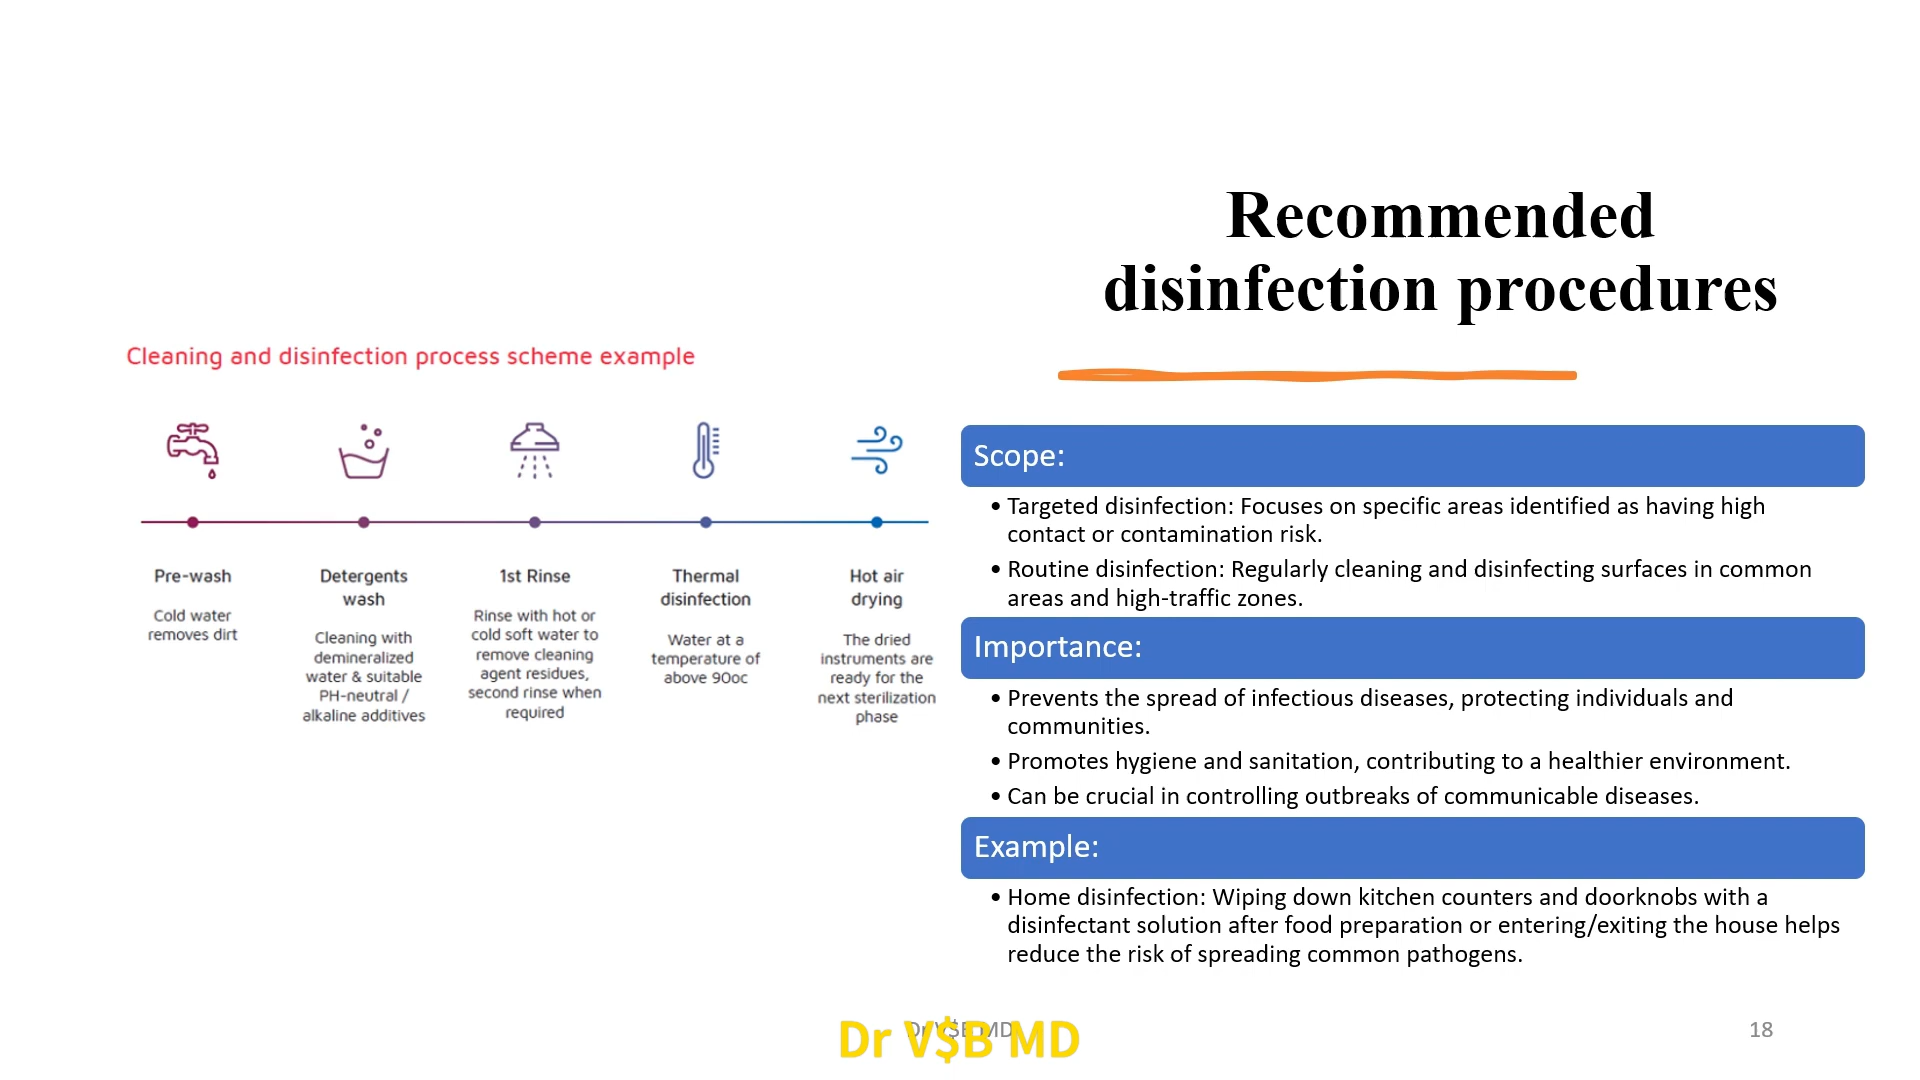 Recommended
disinfection procedures
Cleaning and disinfection process scheme example
Pre-wash
Cold water
removes dirt
Detergents
wash
Cleaning with
demineralized
water & suitable
PH-neutral /
alkaline additives
1st Rinse
Rinse with hot or
cold soft water to
remove cleaning
agent residues,
second rinse when
required
Thermal
disinfection
Water at a
temperature of
above 90oc
Hot air
drying
The dried
instruments are
ready for the
next sterilization
phase
Scope:
• Targeted disinfection: Focuses on specific areas identified as having high
contact or contamination risk.
• Routine disinfection: Regularly cleaning and disinfecting surfaces in common
areas and high-traffic zones.
Importance:
• Prevents the spread of infectious diseases, protecting individuals and
communities.
• Promotes hygiene and sanitation, contributing to a healthier environment.
• Can be crucial in controlling outbreaks of communicable diseases.
Example:
• Home disinfection: Wiping down kitchen counters and doorknobs with a
disinfectant solution after food preparation or entering/exiting the house helps
reduce the risk of spreading common pathogens.
Dr V$B MD
Dr V$B MD
18